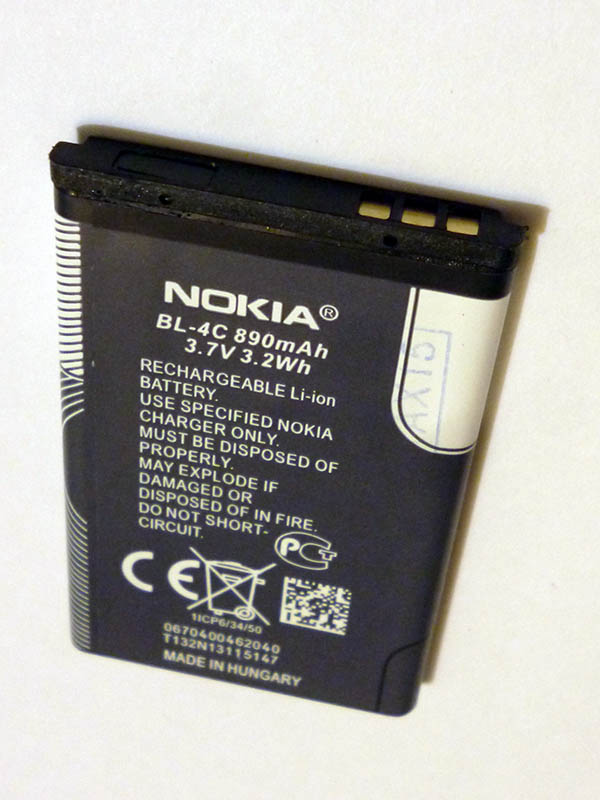 NOKIA®
BL-4C 890mAh
3.7V 3.2Wh
RECHARGEABLE Li-ion
BATTERY.
USE SPECIFIED NOKIA
CHARGER ONLY.
MUST BE DISPOSED OF
PROPERLY.
MAY EXPLODE IF
DAMAGED OR
DISPOSED OF IN FIRE.
DO NOT SHORT-
CIRCUIT.
CE
1ICP6/34/50
0670400462040
T132N13115147
MADE IN HUNGARY